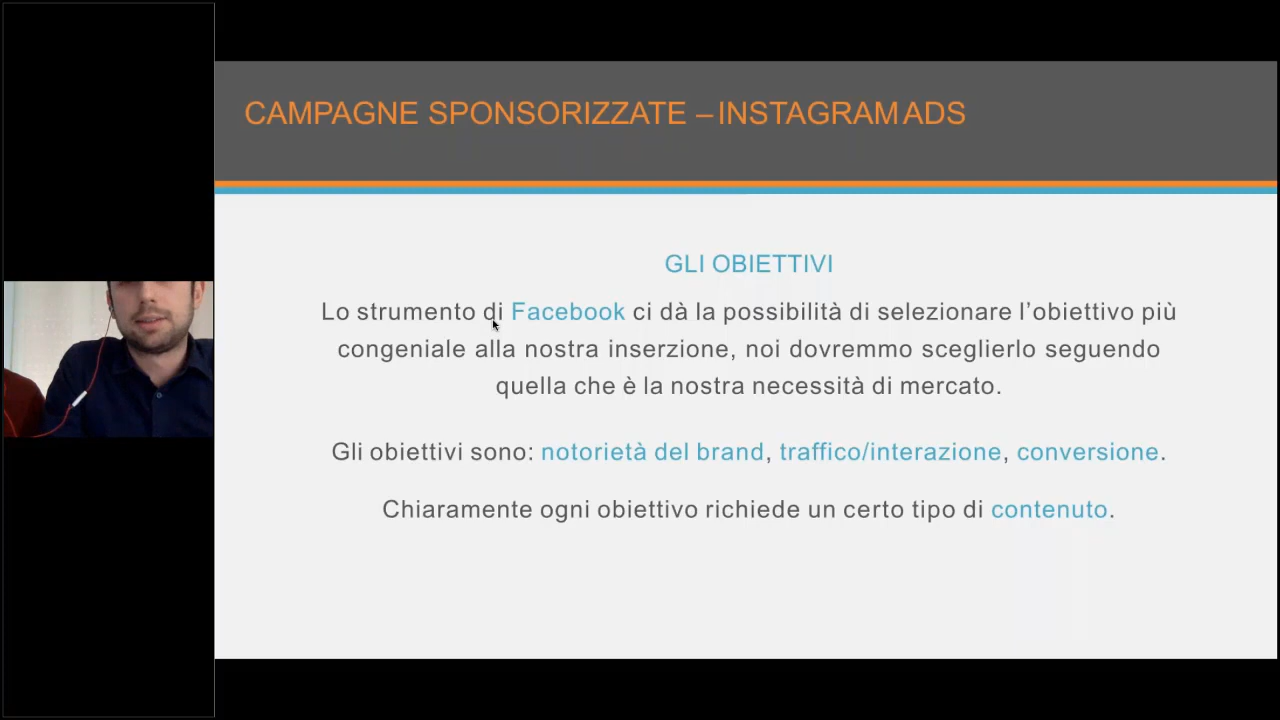 CAMPAGNE SPONSORIZZATE – INSTAGRAM ADS
GLI OBIETTIVI
Lo strumento di Facebook ci dà la possibilità di selezionare l’obiettivo più
congeniale alla nostra inserzione, noi dovremmo sceglierlo seguendo
quella che è la nostra necessità di mercato.
Gli obiettivi sono: notorietà del brand, traffico/interazione, conversione.
Chiaramente ogni obiettivo richiede un certo tipo di contenuto.